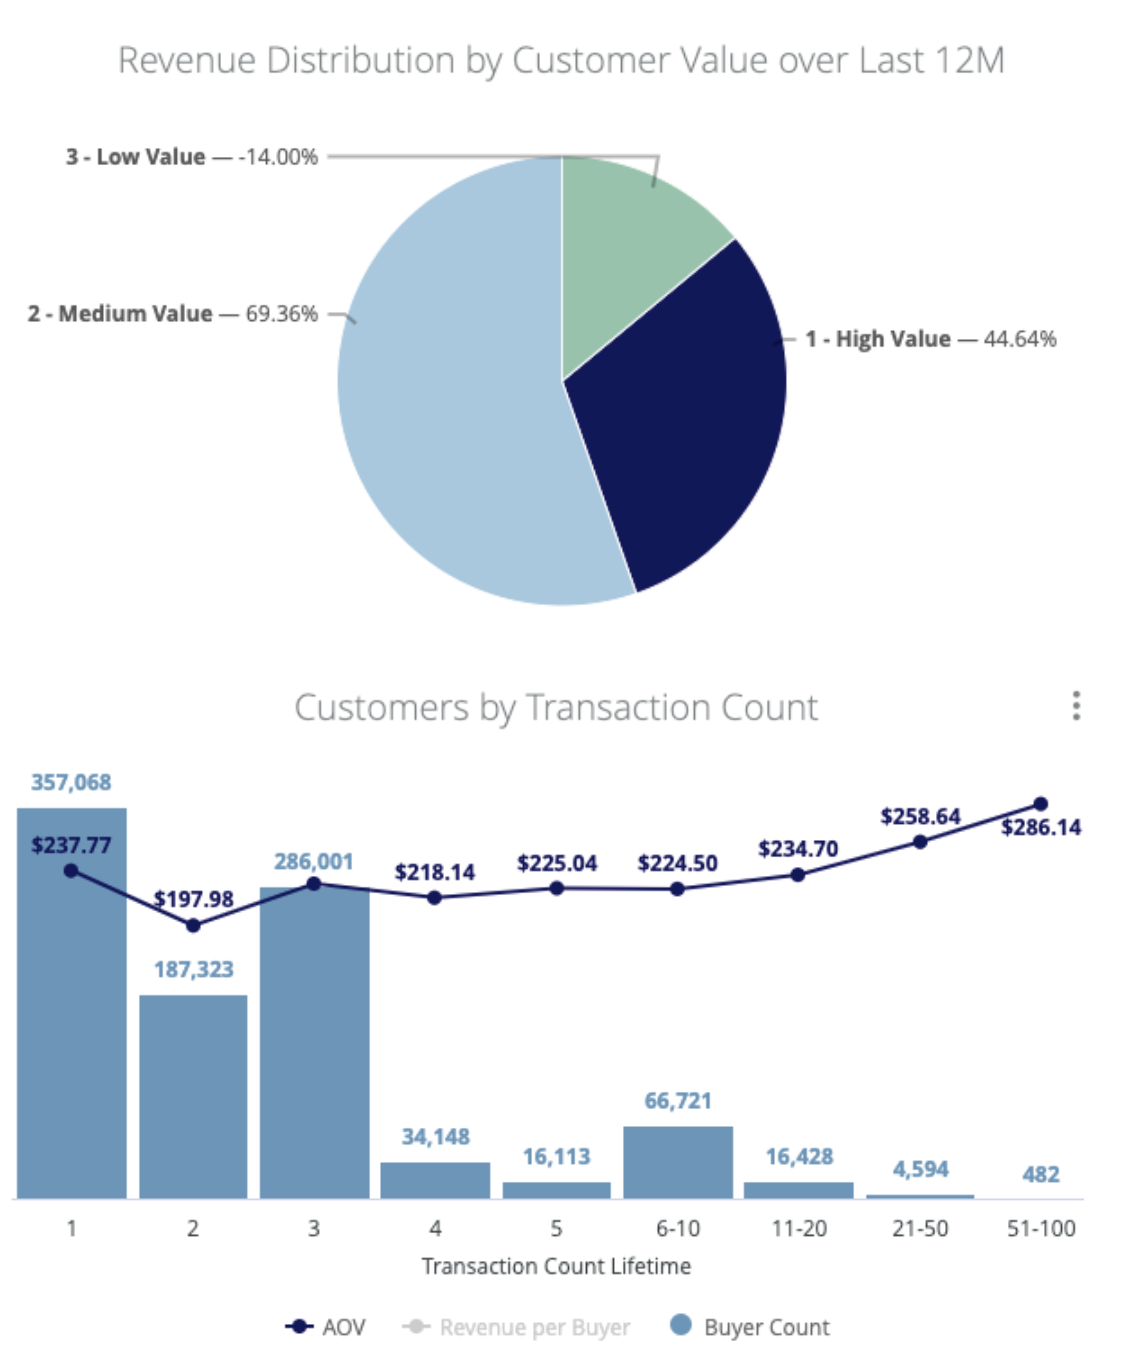 Revenue Distribution by Customer Value over Last 12M
3 - Low Value — -14.00%
2 - Medium Value — 69.36%
1 - High Value — 44.64%
Customers by Transaction Count
357,068
$237.77
$197.98
187,323
286,001
$218.14
34,148
$225.04
16,113
$224.50
66,721
$234.70
16,428
$258.64
4,594
$286.14
482
1 2 3 4 5 6-10 11-20 21-50 51-100
Transaction Count Lifetime
AOV Revenue per Buyer Buyer Count